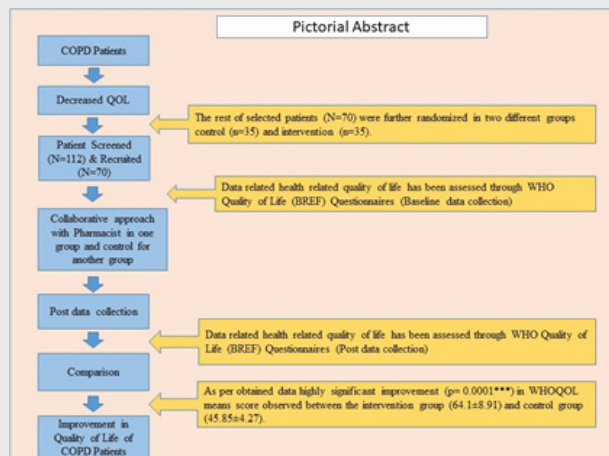 Pictorial Abstract
COPD Patients
Decreased QOL
The rest of selected patients (N=70) were further randomized in two different groups
control (n=35) and intervention (n=35).
Patient Screened
(N=112) & Recruited
(N=70)
Data related health related quality of life has been assessed through WHO
Quality of Life (BREF) Questionnaires (Baseline data collection)
Collaborative approach
with Pharmacist in one
group and control for
another group
Post data collection
Data related health related quality of life has been assessed through WHO Quality of
Life (BREF) Questionnaires (Post data collection)
Comparison
As per obtained data highly significant improvement (p= 0.0001***) in WHOQOL
means score observed between the intervention group (64.1±8.91) and control group
(45.85±4.27).
Improvement in
Quality of Life of
COPD Patients